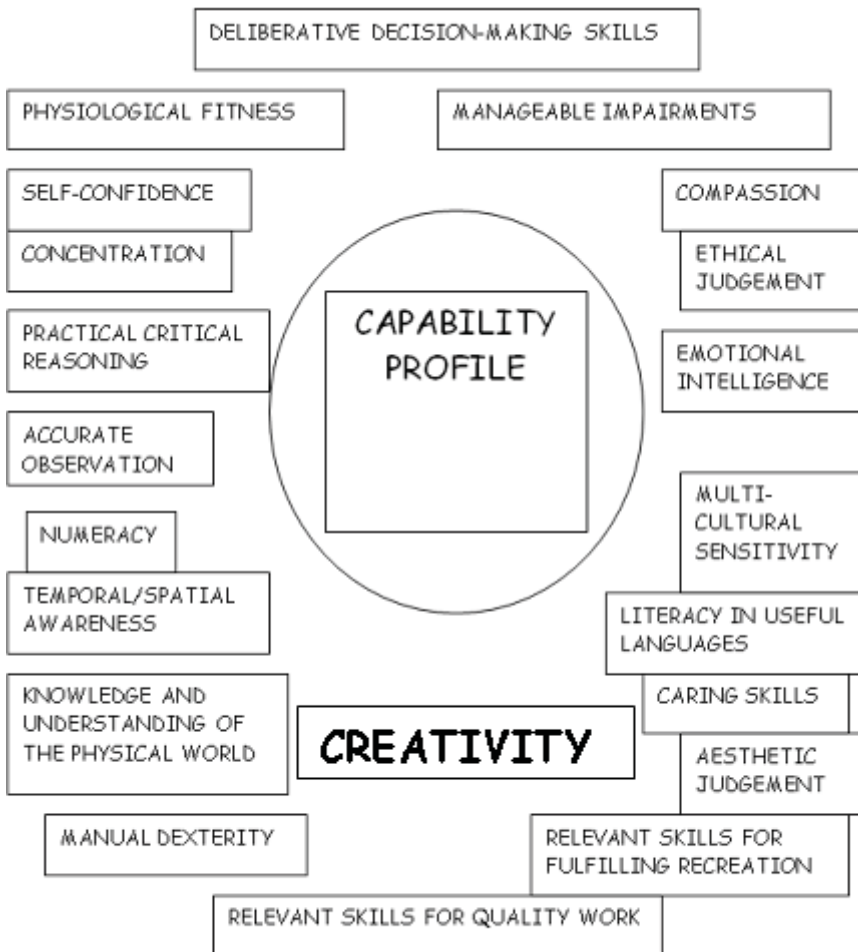 DELIBERATIVE DECISION-MAKING SKILLS
PHYSIOLOGICAL FITNESS
MANAGEABLE IMPAIRMENTS
SELF-CONFIDENCE
COMPASSION
CONCENTRATION
ETHICAL
JUDGEMENT
CAPABILITY
PROFILE
PRACTICAL CRITICAL
REASONING
EMOTIONAL
INTELLIGENCE
ACCURATE
OBSERVATION
MULTI-
CULTURAL
SENSITIVITY
NUMERACY
TEMPORAL/SPATIAL
AWARENESS
LITERACY IN USEFUL
LANGUAGES
KNOWLEDGE AND
UNDERSTANDING OF
THE PHYSICAL WORLD
CREATIVITY
CARING SKILLS
AESTHETIC
JUDGEMENT
MANUAL DEXTERITY
RELEVANT SKILLS FOR
FULFILLING RECREATION
RELEVANT SKILLS FOR QUALITY WORK